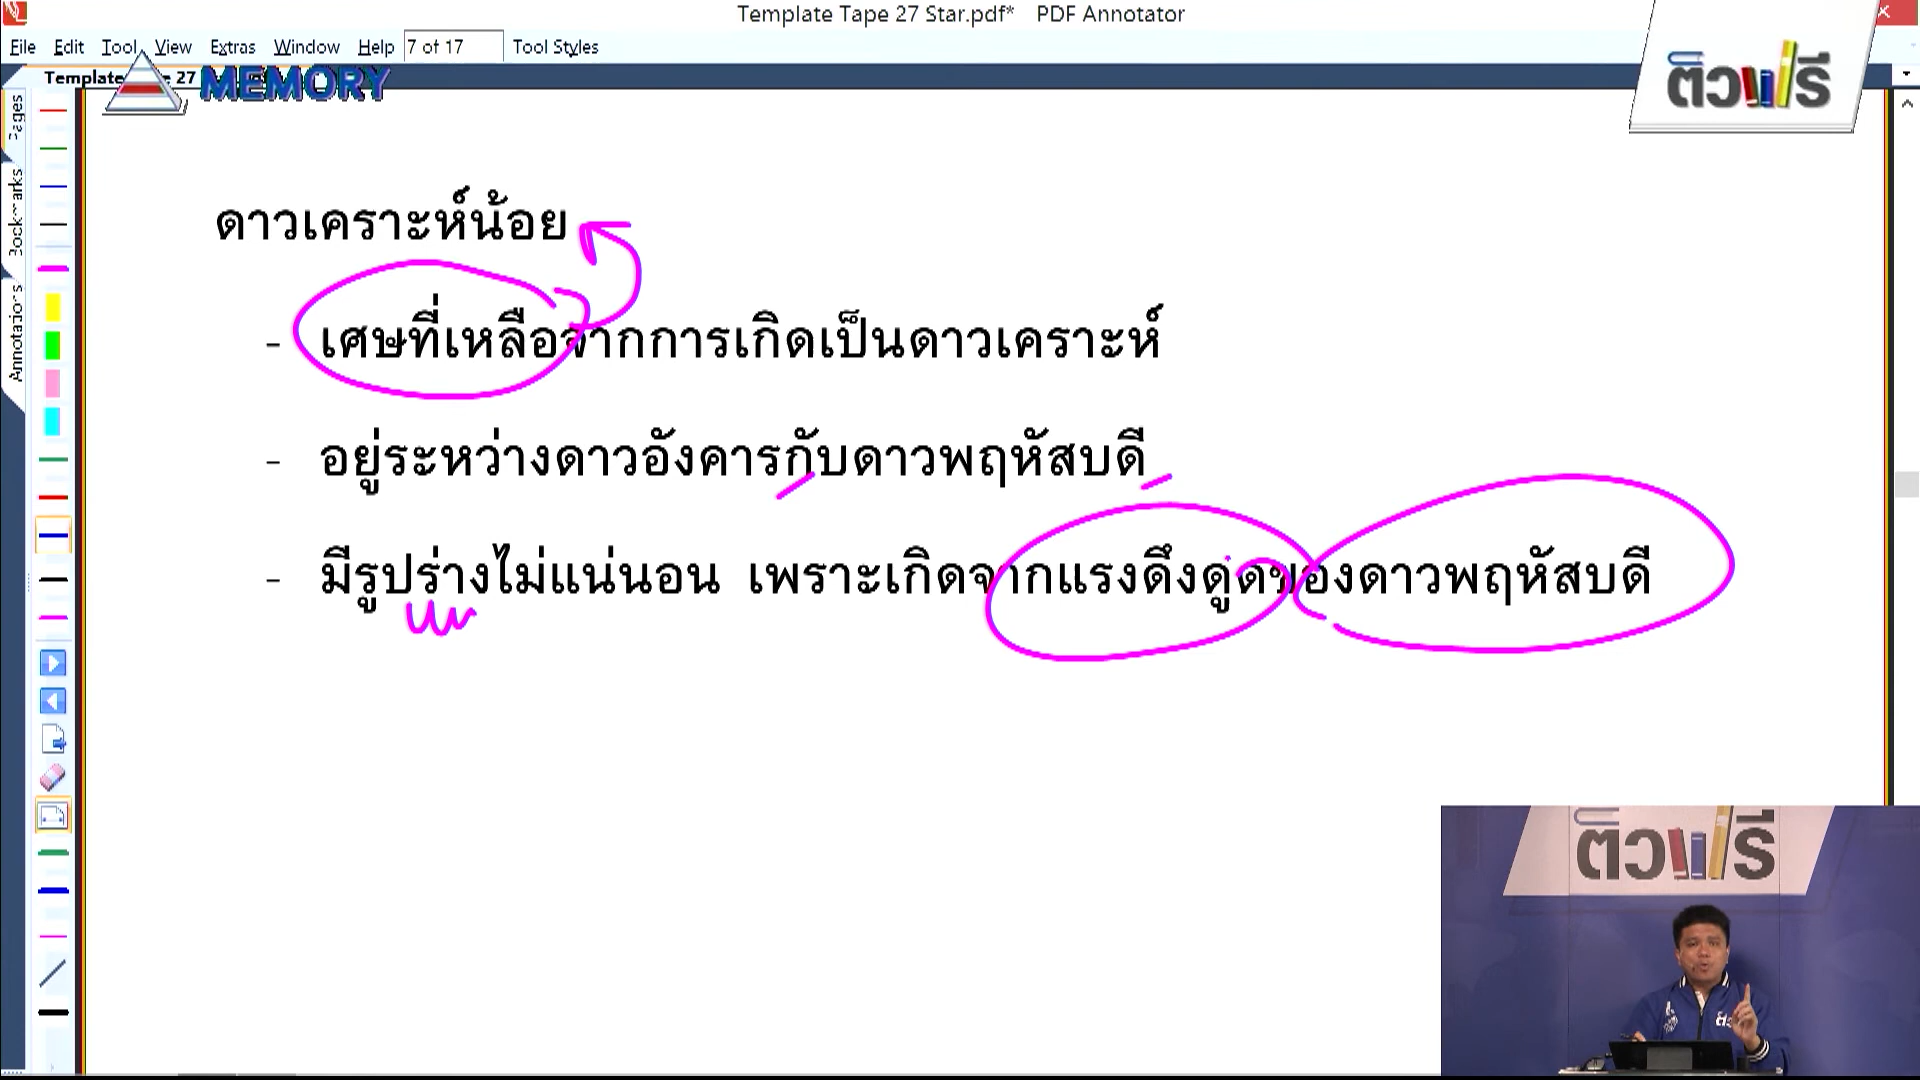 Template Tape 27 Star.pdf* PDF Annotator
File Edit Tool View Extras Window Help 7 of 17 Tool Styles
Template Tape 27
MEMORY
ติวฟรี
Pages
Bookmarks
Annotations
ดาวเคราะห์น้อย
- เศษที่เหลือจากการเกิดเป็นดาวเคราะห์
- อยู่ระหว่างดาวอังคารกับดาวพฤหัสบดี
- มีรูปร่างไม่แน่นอน เพราะเกิดจากแรงดึงดูดของดาวพฤหัสบดี
ติวฟรี